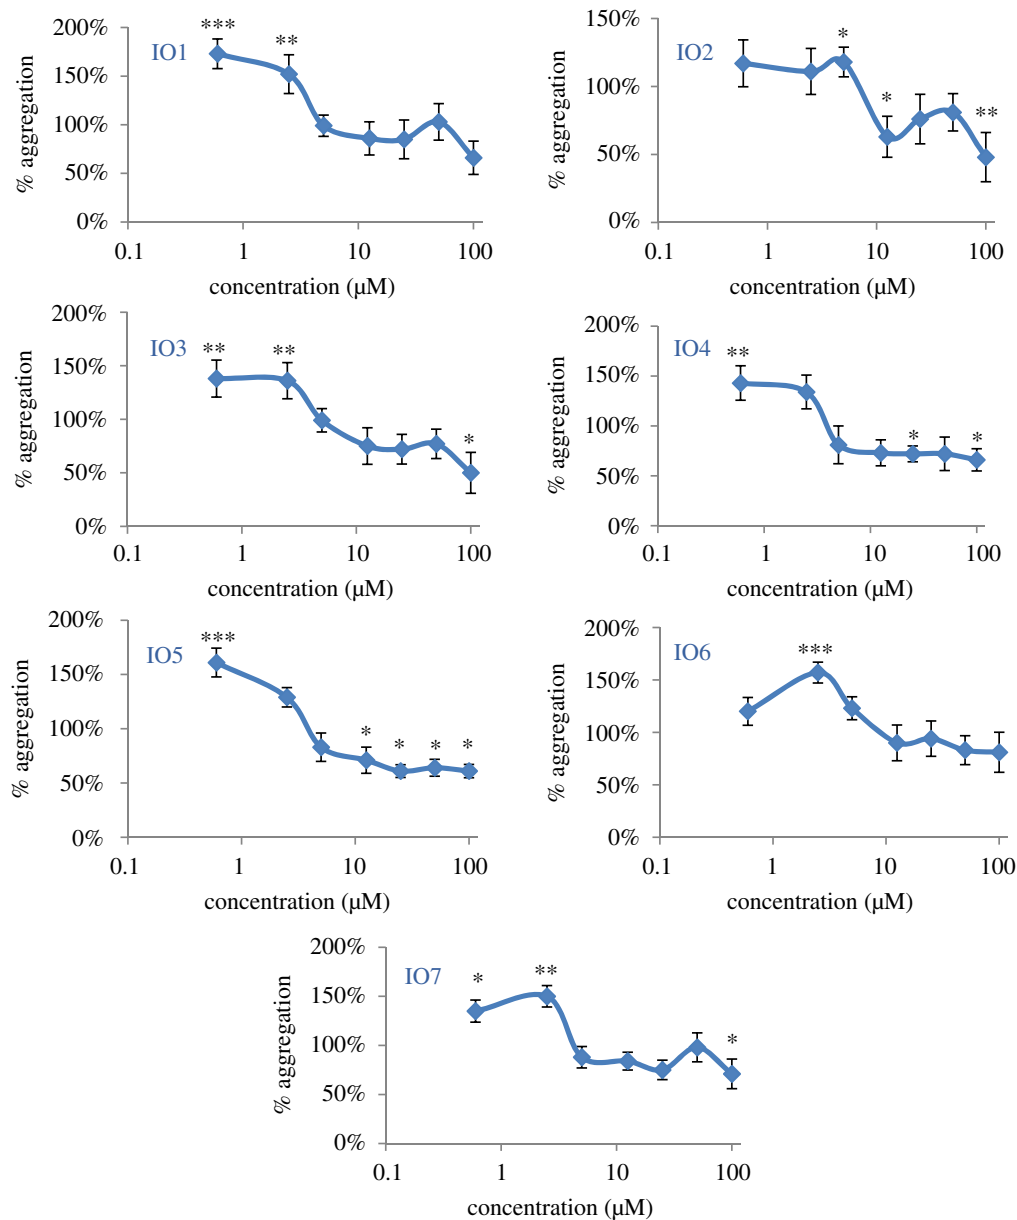 200%
150%
100%
50%
0%
% aggregation
IO1
***
**
0.1 1 10 100
concentration (µM)
150%
100%
50%
0%
% aggregation
IO2
*
*
**
0.1 1 10 100
concentration (µM)
200%
150%
100%
50%
0%
% aggregation
IO3
** **
*
0.1 1 10 100
concentration (µM)
200%
150%
100%
50%
0%
% aggregation
IO4
**
* *
0.1 1 10 100
concentration (µM)
200%
150%
100%
50%
0%
% aggregation
IO5
***
* * * *
0.1 1 10 100
concentration (µM)
200%
150%
100%
50%
0%
% aggregation
IO6
***
0.1 1 10 100
concentration (µM)
200%
150%
100%
50%
0%
% aggregation
IO7
* **
*
0.1 1 10 100
concentration (µM)